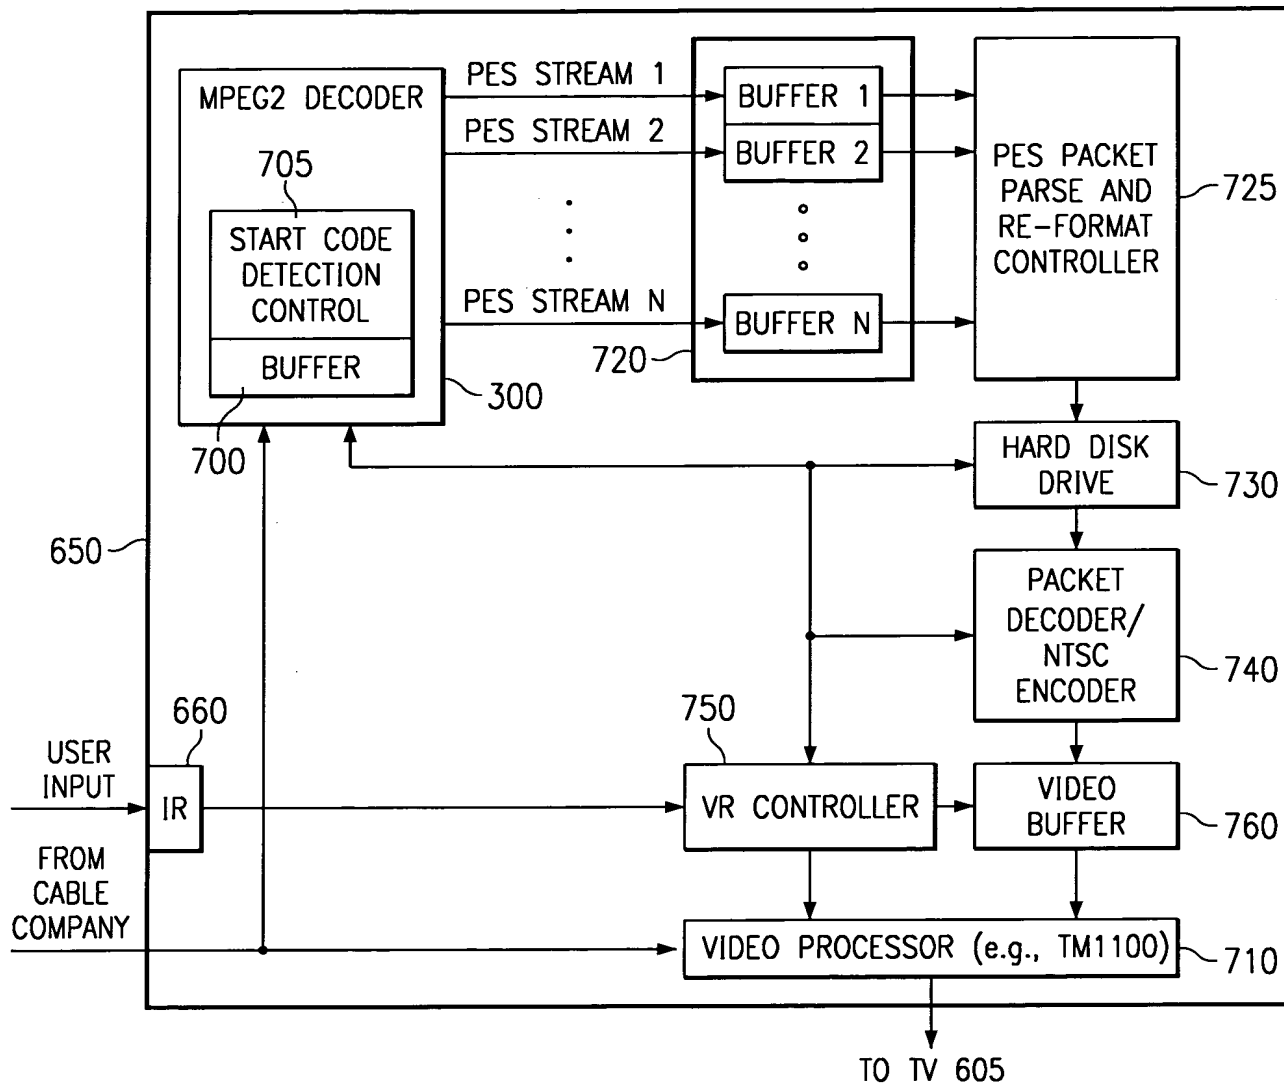 MPEG2 DECODER
705
START CODE
DETECTION
CONTROL
BUFFER
700
300
PES STREAM 1
PES STREAM 2
PES STREAM N
BUFFER 1
BUFFER 2
BUFFER N
720
PES PACKET
PARSE AND
RE-FORMAT
CONTROLLER
725
HARD DISK
DRIVE
730
650
PACKET
DECODER/
NTSC
ENCODER
740
660
USER
INPUT
IR
750
VR CONTROLLER
VIDEO
BUFFER
760
FROM
CABLE
COMPANY
VIDEO PROCESSOR (e.g., TM1100)
710
TO TV 605